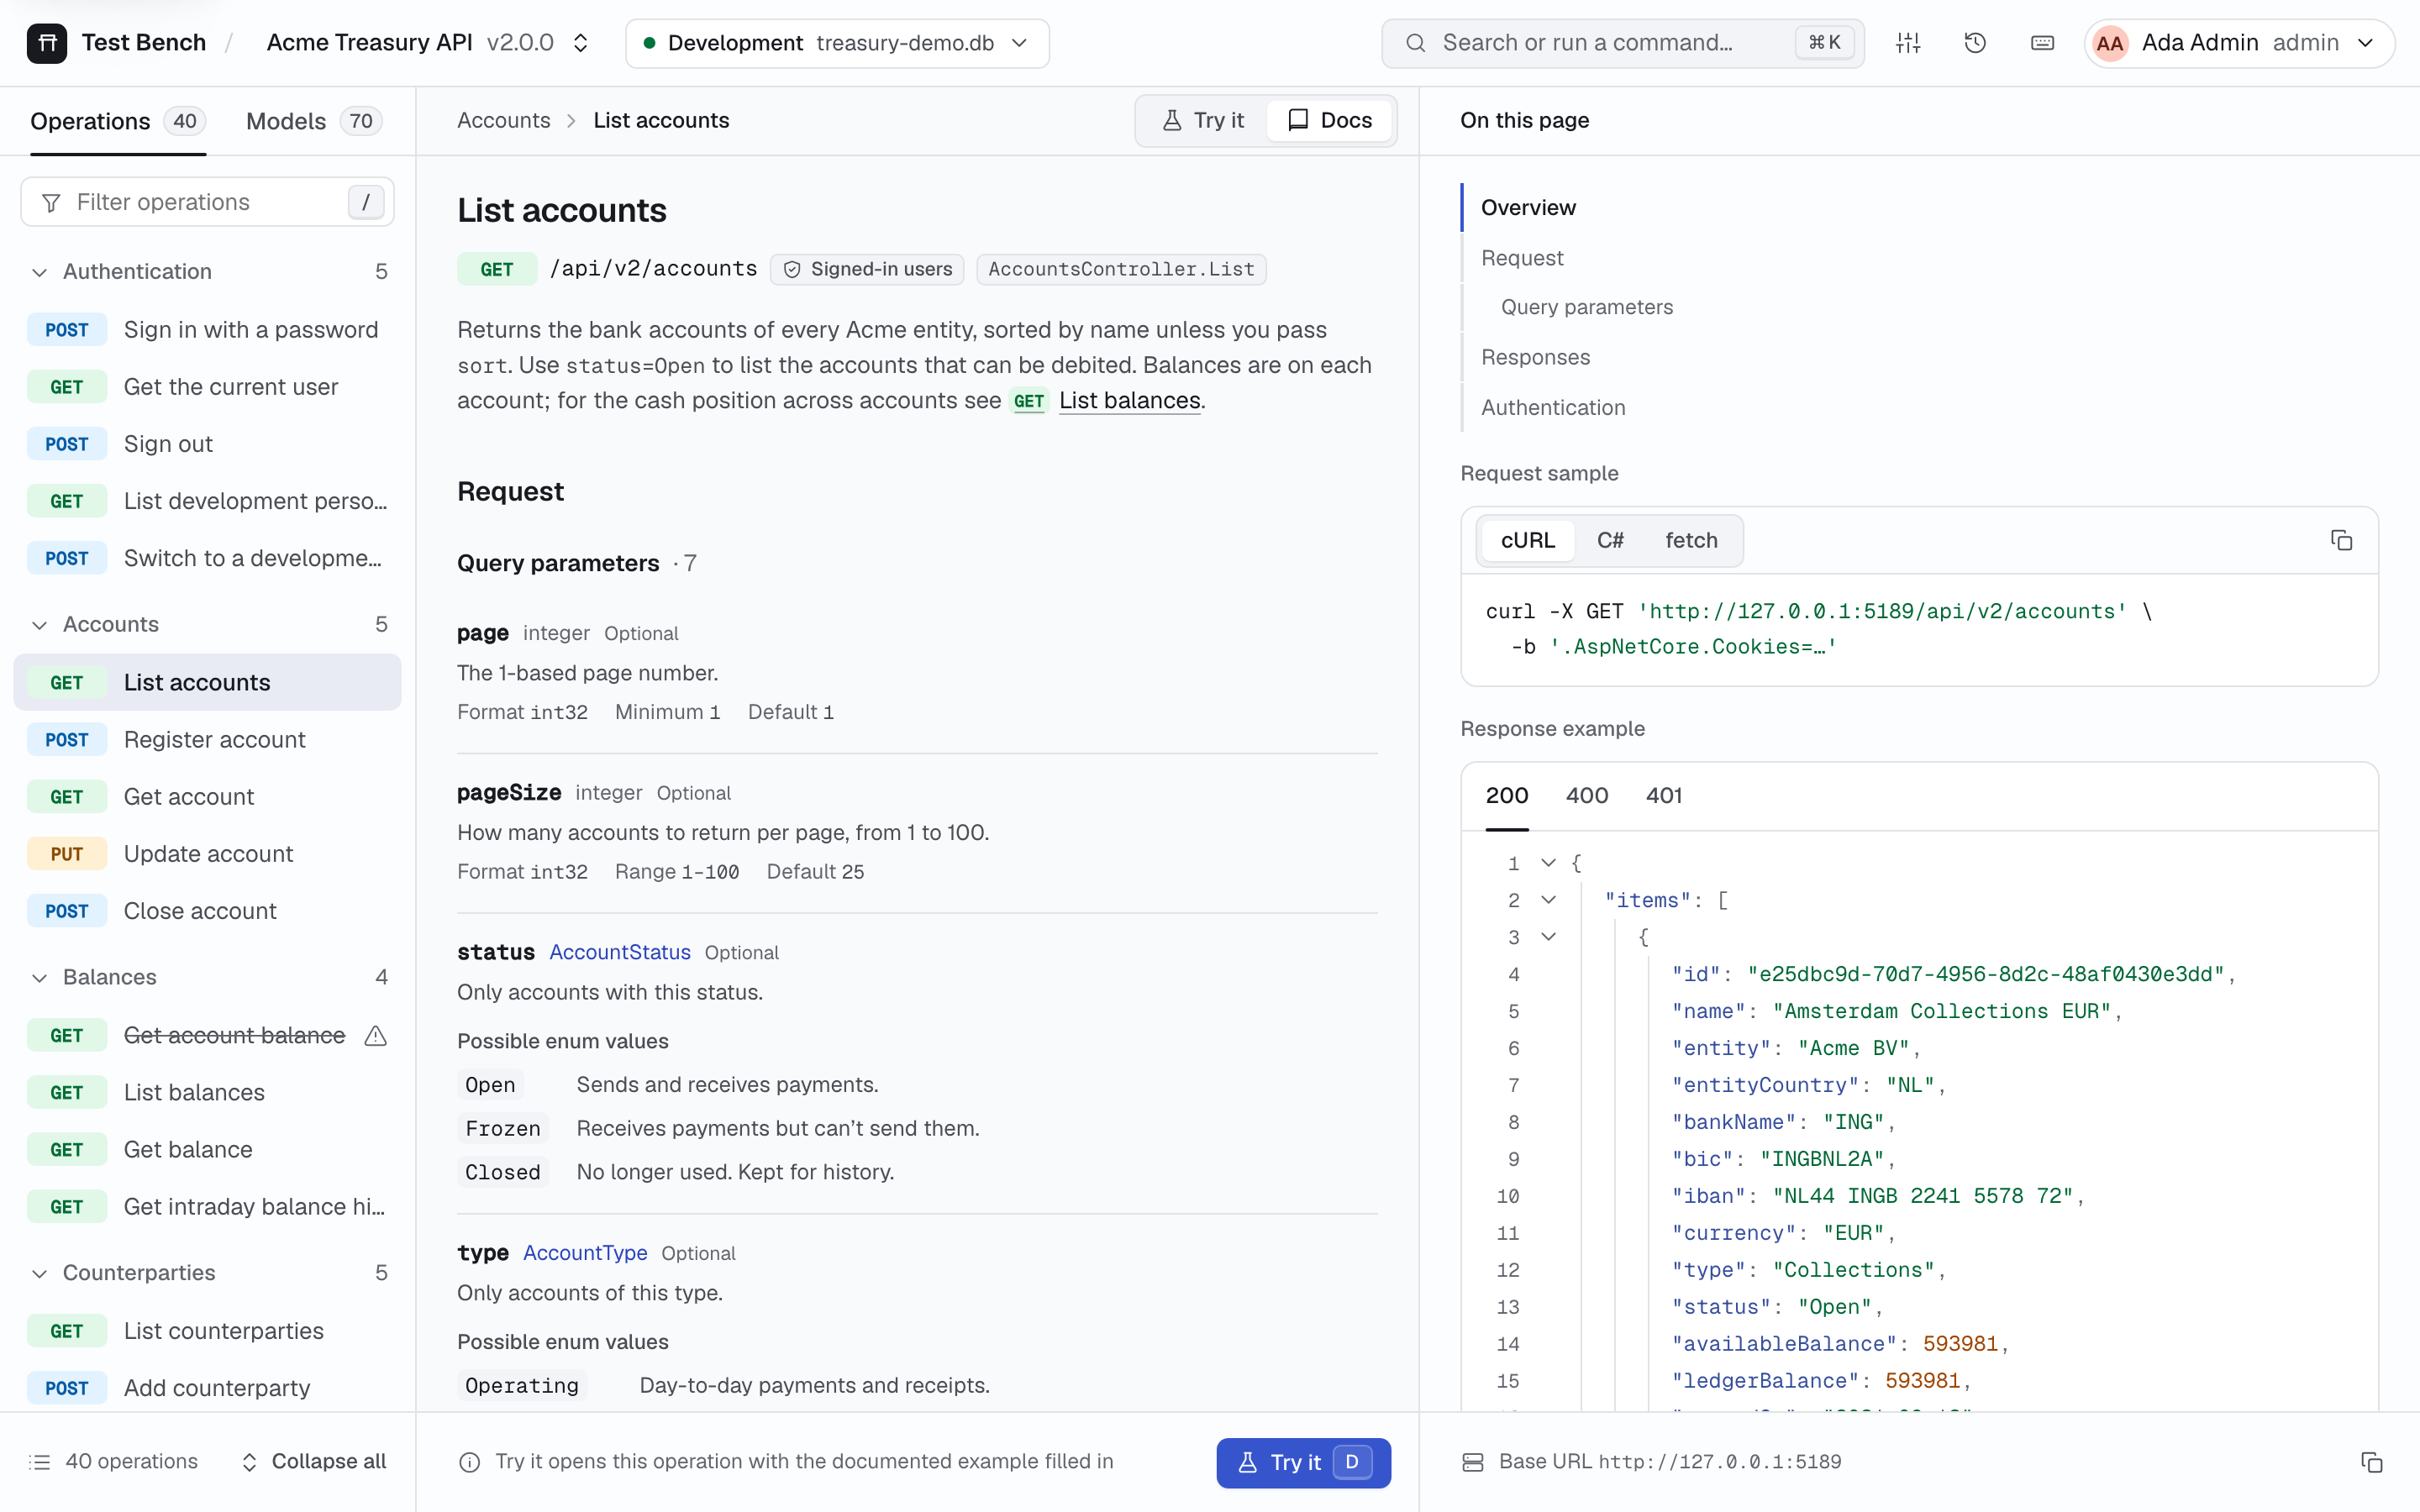 Test Bench / Acme Treasury API v2.0.0
Development treasury-demo.db
Search or run a command… ⌘K
AA Ada Admin admin
Operations 40 Models 70
Filter operations /
Authentication 5
POST Sign in with a password
GET Get the current user
POST Sign out
GET List development perso…
POST Switch to a developme…
Accounts 5
GET List accounts
POST Register account
GET Get account
PUT Update account
POST Close account
Balances 4
GET Get account balance
GET List balances
GET Get balance
GET Get intraday balance hi…
Counterparties 5
GET List counterparties
POST Add counterparty
40 operations Collapse all
Accounts > List accounts
Try it Docs
List accounts
GET /api/v2/accounts Signed-in users AccountsController.List
Returns the bank accounts of every Acme entity, sorted by name unless you pass
sort. Use status=Open to list the accounts that can be debited. Balances are on each
account; for the cash position across accounts see GET List balances.
Request
Query parameters · 7
page integer Optional
The 1-based page number.
Format int32 Minimum 1 Default 1
pageSize integer Optional
How many accounts to return per page, from 1 to 100.
Format int32 Range 1–100 Default 25
status AccountStatus Optional
Only accounts with this status.
Possible enum values
Open Sends and receives payments.
Frozen Receives payments but can’t send them.
Closed No longer used. Kept for history.
type AccountType Optional
Only accounts of this type.
Possible enum values
Operating Day-to-day payments and receipts.
Try it opens this operation with the documented example filled in
Try it D
On this page
Overview
Request
Query parameters
Responses
Authentication
Request sample
cURL C# fetch
curl -X GET 'http://127.0.0.1:5189/api/v2/accounts' \
-b '.AspNetCore.Cookies=…'
Response example
200 400 401
1 {
2 "items": [
3 {
4 "id": "e25dbc9d-70d7-4956-8d2c-48af0430e3dd",
5 "name": "Amsterdam Collections EUR",
6 "entity": "Acme BV",
7 "entityCountry": "NL",
8 "bankName": "ING",
9 "bic": "INGBNL2A",
10 "iban": "NL44 INGB 2241 5578 72",
11 "currency": "EUR",
12 "type": "Collections",
13 "status": "Open",
14 "availableBalance": 593981,
15 "ledgerBalance": 593981,
Base URL http://127.0.0.1:5189